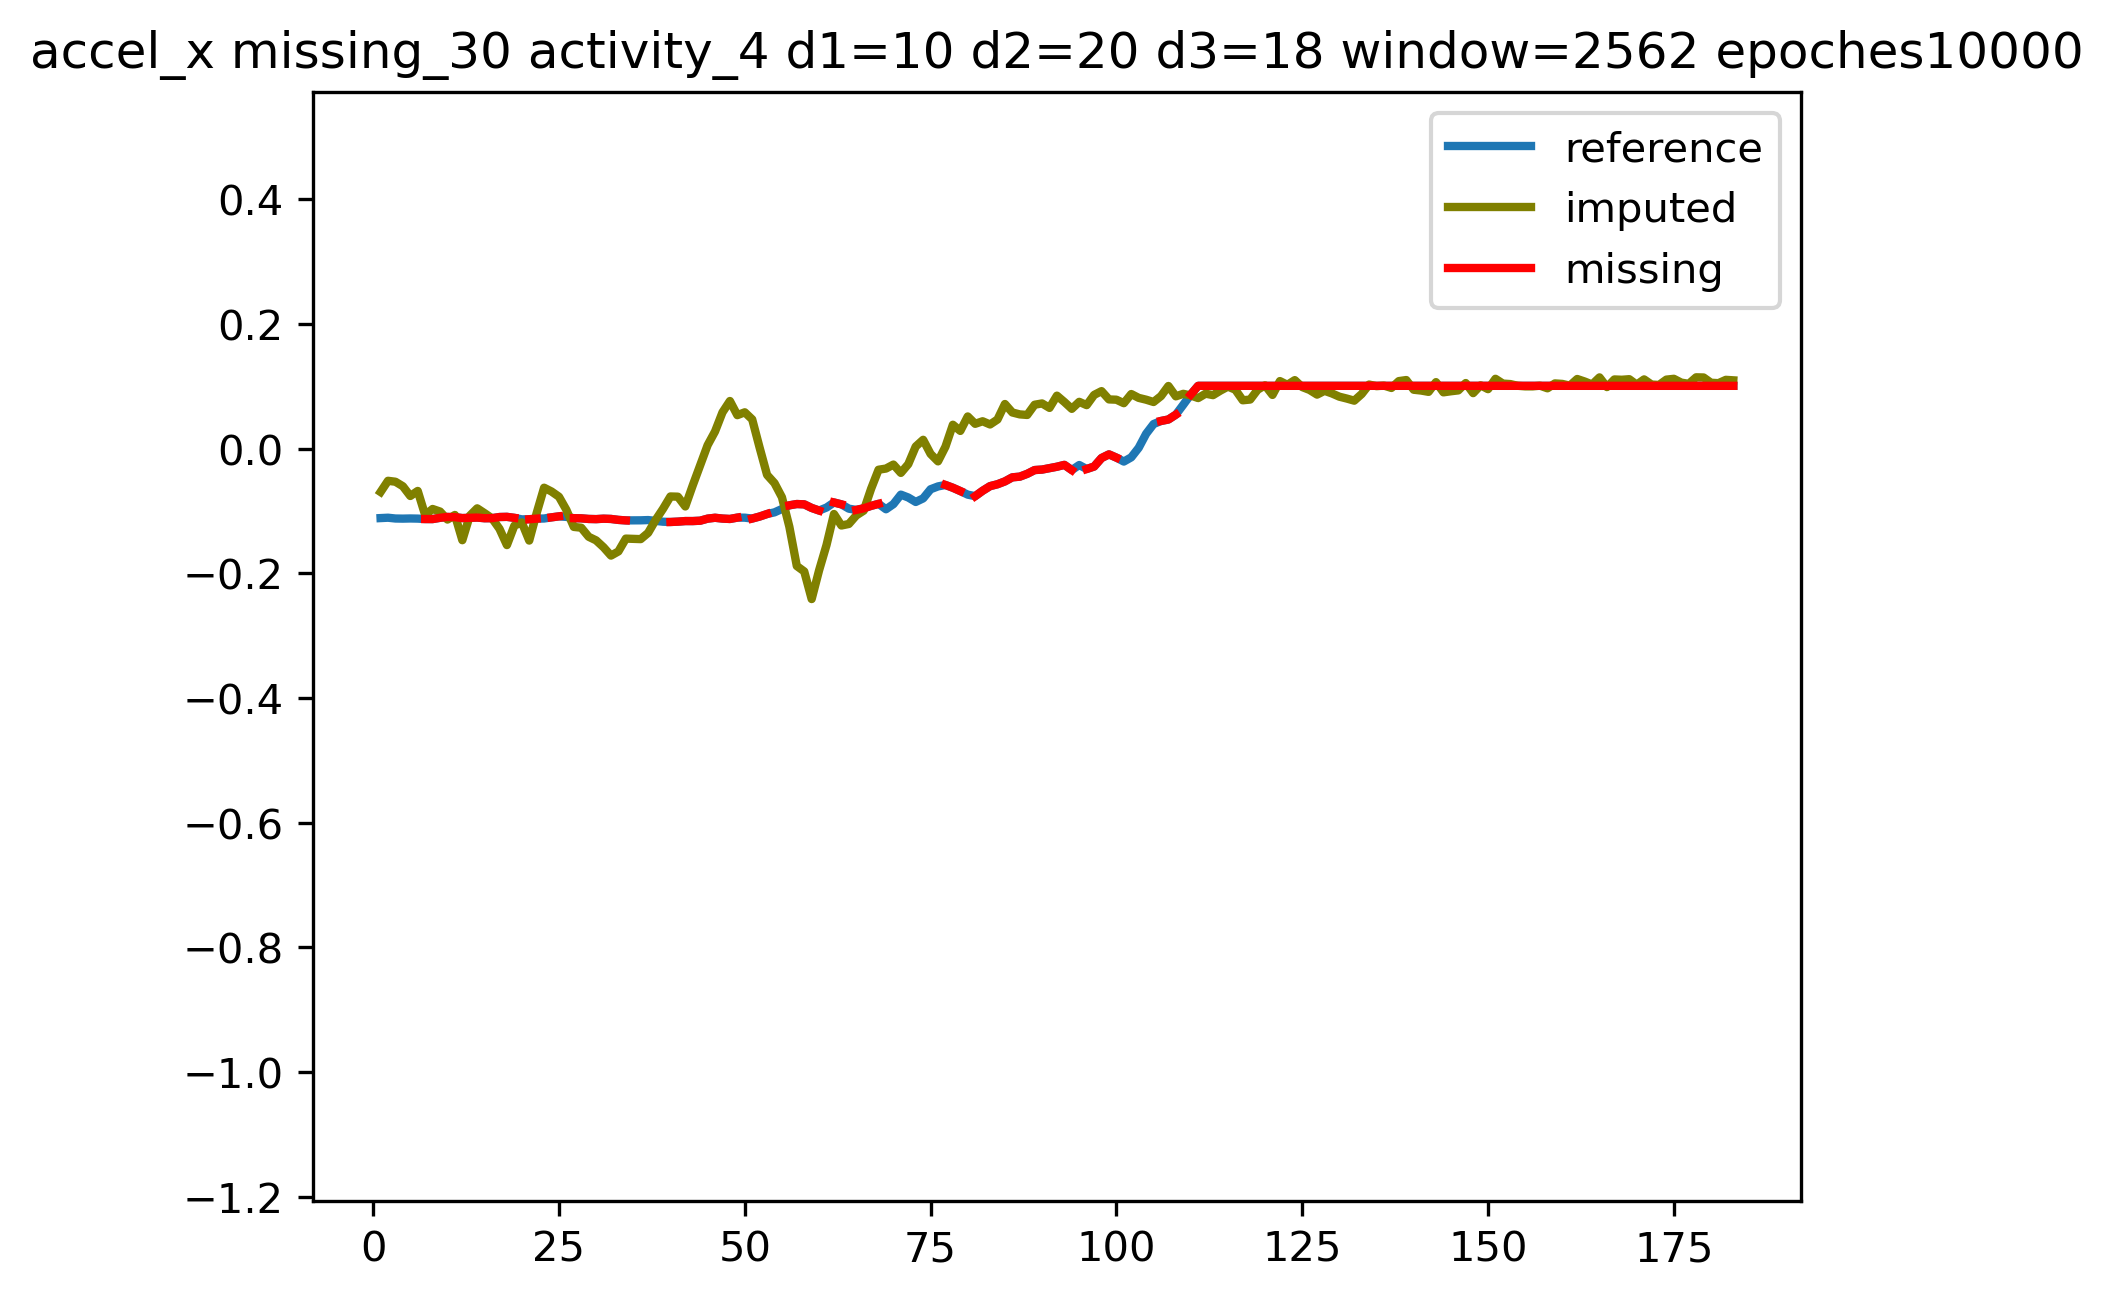 accel_x missing_30 activity_4 d1=10 d2=20 d3=18 window=2562 epoches10000
reference
imputed
missing
0.4
0.2
0.0
−0.2
−0.4
−0.6
−0.8
−1.0
−1.2
0 25 50 75 100 125 150 175